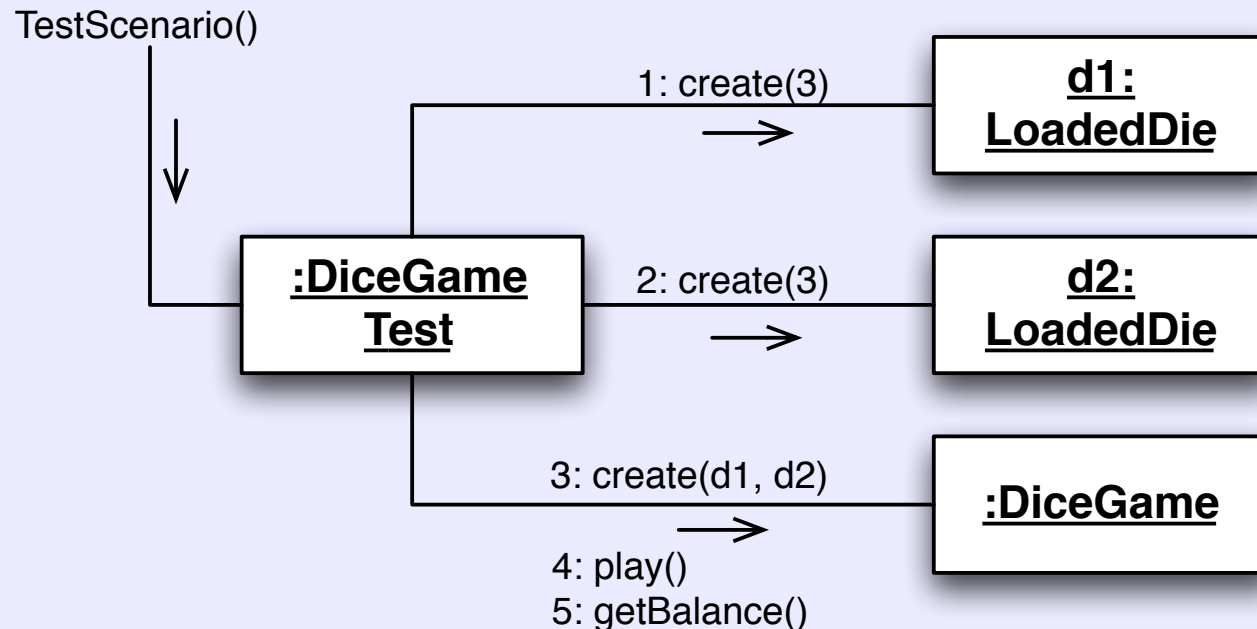 TestScenario()
1: create(3)
d1:
LoadedDie
:DiceGame
Test
2: create(3)
d2:
LoadedDie
3: create(d1, d2)
:DiceGame
4: play()
5: getBalance()